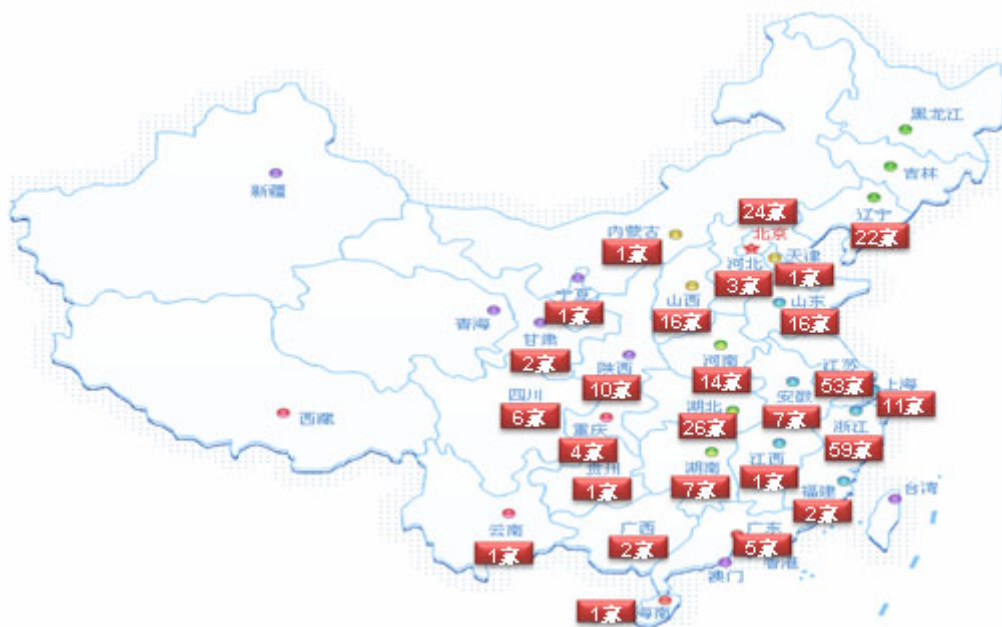 黑龙江
吉林
新疆
辽宁
24家
北京
22家
内蒙古
1家
天津
河北
1家
3家
宁夏
1家
山西
16家
山东
16家
青海
甘肃
2家
陕西
10家
河南
14家
江苏
53家
上海
11家
安徽
7家
四川
6家
湖北
26家
浙江
59家
西藏
重庆
4家
贵州
1家
湖南
7家
江西
1家
福建
2家
台湾
云南
1家
广西
2家
广东
5家
香港
澳门
海南
1家